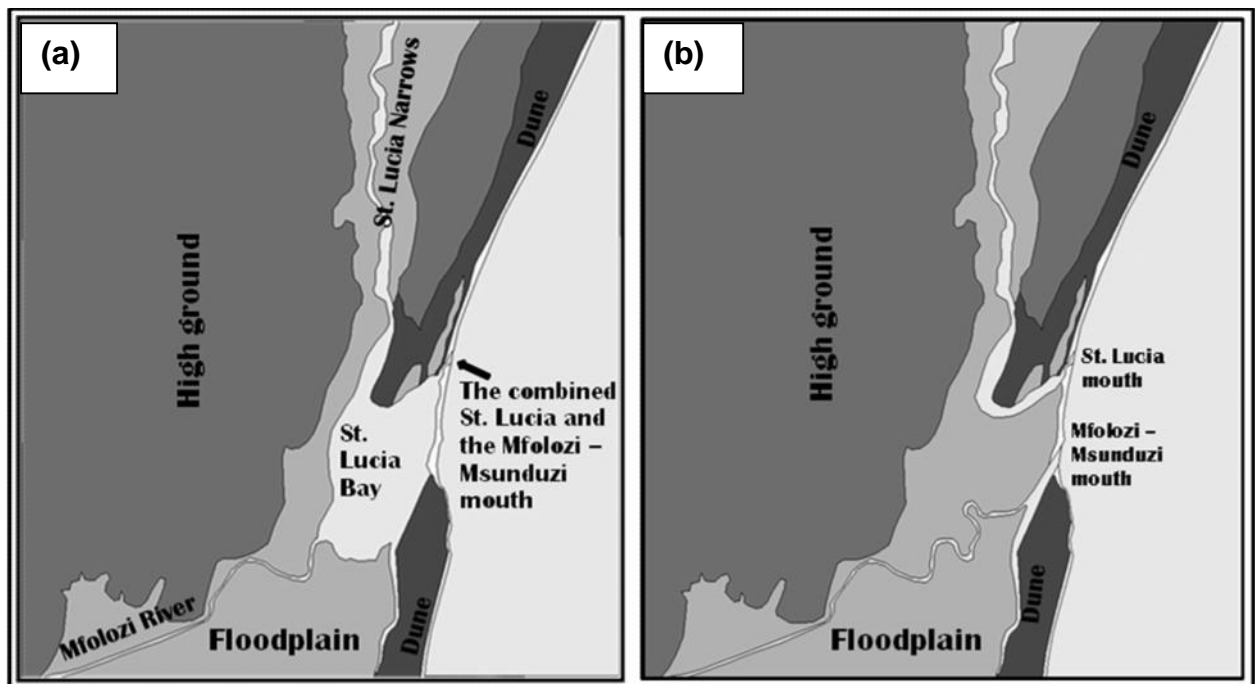 (a)
St. Lucia Narrows
Dune
High ground
The combined
St. Lucia and
the Mfolozi –
Msunduzi
mouth
St.
Lucia
Bay
Mfolozi River
Floodplain
Dune
(b)
Dune
High ground
St. Lucia
mouth
Mfolozi –
Msunduzi
mouth
Dune
Floodplain